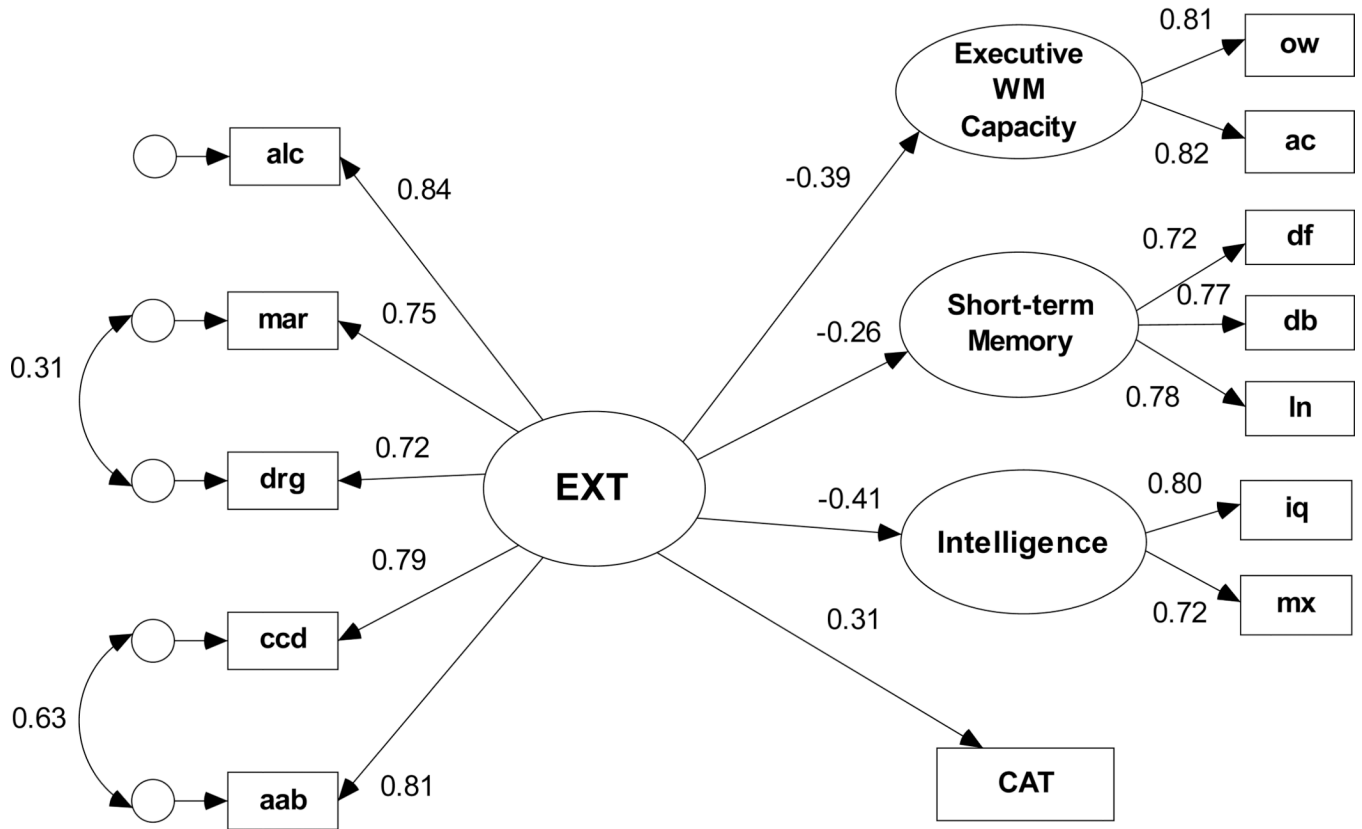 0.81
ow
Executive
WM
Capacity
ac
0.82
alc
0.84
-0.39
0.72
df
Short-term
Memory
0.77
db
0.78
ln
mar
0.75
-0.26
0.31
drg
0.72
EXT
-0.41
Intelligence
0.80
iq
0.72
mx
0.79
ccd
0.31
0.63
aab
0.81
CAT